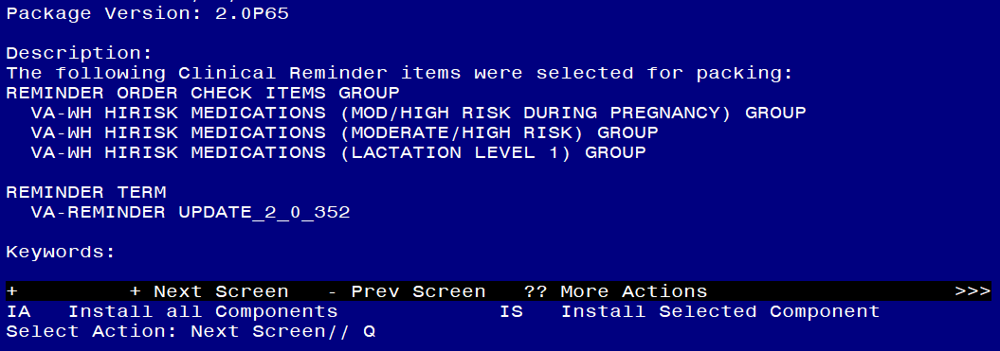 Package Version: 2.0P65
Description:
The following Clinical Reminder items were selected for packing:
REMINDER ORDER CHECK ITEMS GROUP
VA-WH HIRISK MEDICATIONS (MOD/HIGH RISK DURING PREGNANCY) GROUP
VA-WH HIRISK MEDICATIONS (MODERATE/HIGH RISK) GROUP
VA-WH HIRISK MEDICATIONS (LACTATION LEVEL 1) GROUP
REMINDER TERM
VA-REMINDER UPDATE_2_0_352
Keywords:
+ + Next Screen - Prev Screen ?? More Actions >>>
IA Install all Components IS Install Selected Component
Select Action: Next Screen// Q